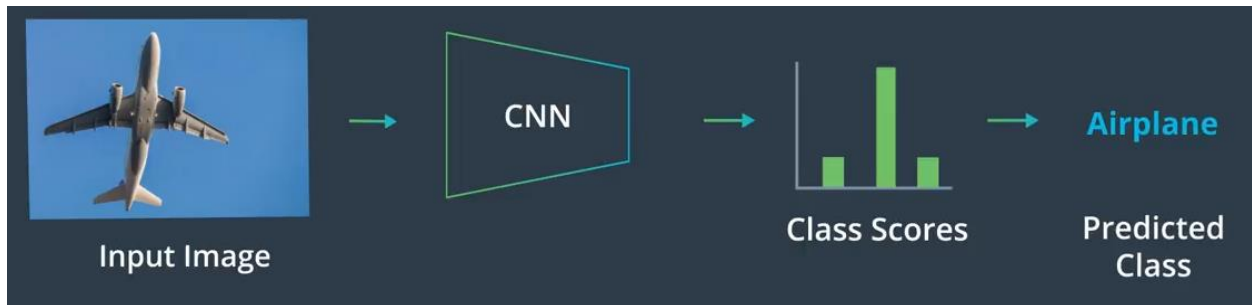 Input Image
CNN
Class Scores
Airplane
Predicted
Class